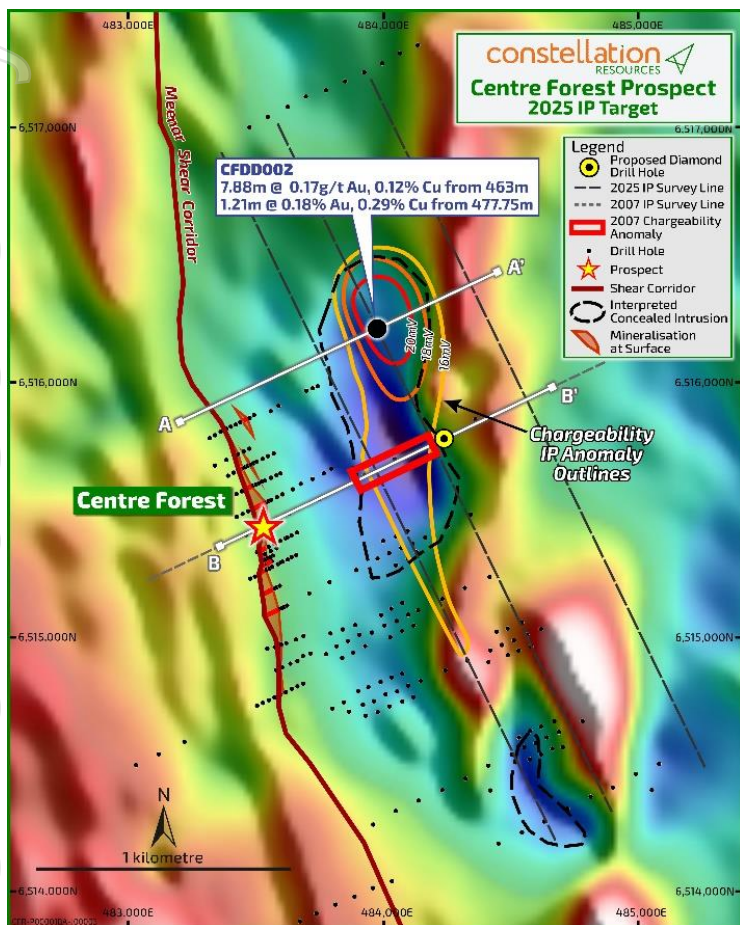 483,000E
484,000E
485,000E
constellation
RESOURCES
Centre Forest Prospect
2025 IP Target
6,517,000N
6,517,000N
Meenar Shear Corridor
Legend
Proposed Diamond
Drill Hole
2025 IP Survey Line
2007 IP Survey Line
2007 Chargeability
Anomaly
Drill Hole
Prospect
Shear Corridor
Interpreted
Concealed Intrusion
Mineralisation
at Surface
CFDD002
7.88m @ 0.17g/t Au, 0.12% Cu from 463m
1.21m @ 0.18% Au, 0.29% Cu from 477.75m
A'
20mV
18mV
16mV
6,516,000N
6,516,000N
A
B'
Chargeability
IP Anomaly
Outlines
Centre Forest
B
6,515,000N
6,515,000N
N
1 kilometre
6,514,000N
6,514,000N
483,000E
484,000E
485,000E